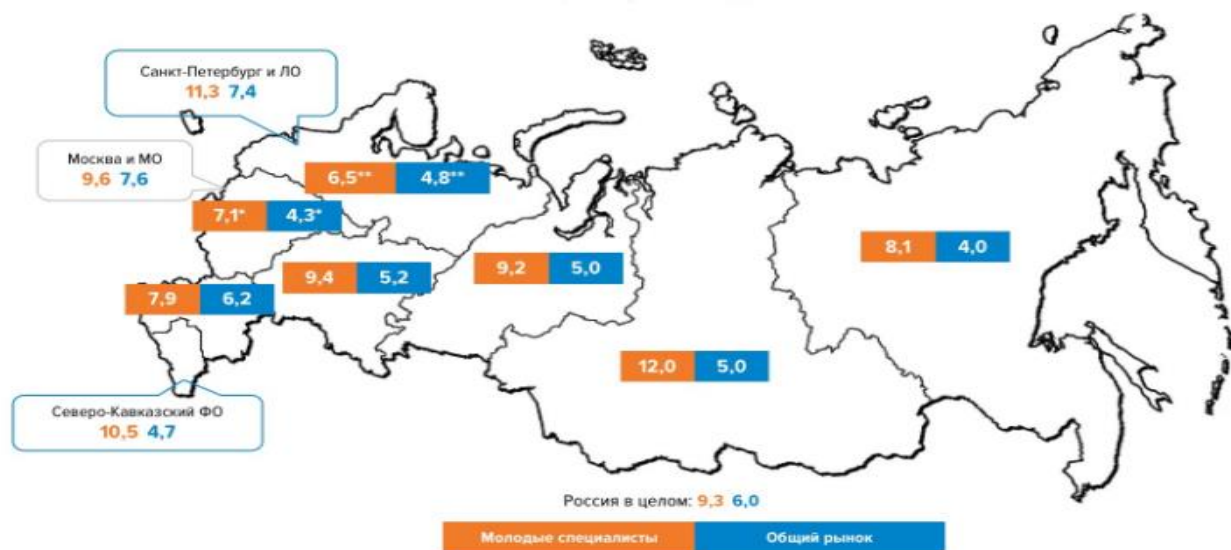 Санкт-Петербург и ЛО
11,3 7,4
Москва и МО
9,6 7,6
6,5** 4,8**
7,1* 4,3*
8,1 4,0
9,2 5,0
9,4 5,2
7,9 6,2
12,0 5,0
Северо-Кавказский ФО
10,5 4,7
Россия в целом: 9,3 6,0
Молодые специалисты Общий рынок